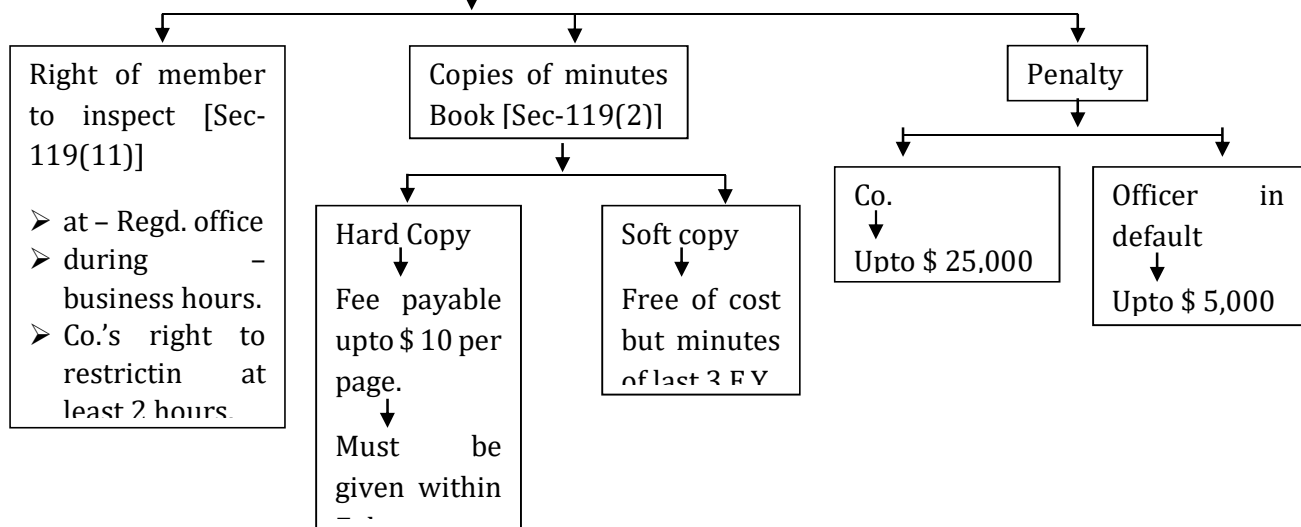 Right of member
to inspect [Sec-
119(11)]
➢ at – Regd. office
➢ during –
business hours.
➢ Co.'s right to
restrictin at
least 2 hours.
Copies of minutes
Book [Sec-119(2)]
Hard Copy
Fee payable
upto $ 10 per
page.
Must be
given within
Soft copy
Free of cost
but minutes
of last 3 F.Y.
Penalty
Co.
Upto $ 25,000
Officer in
default
Upto $ 5,000